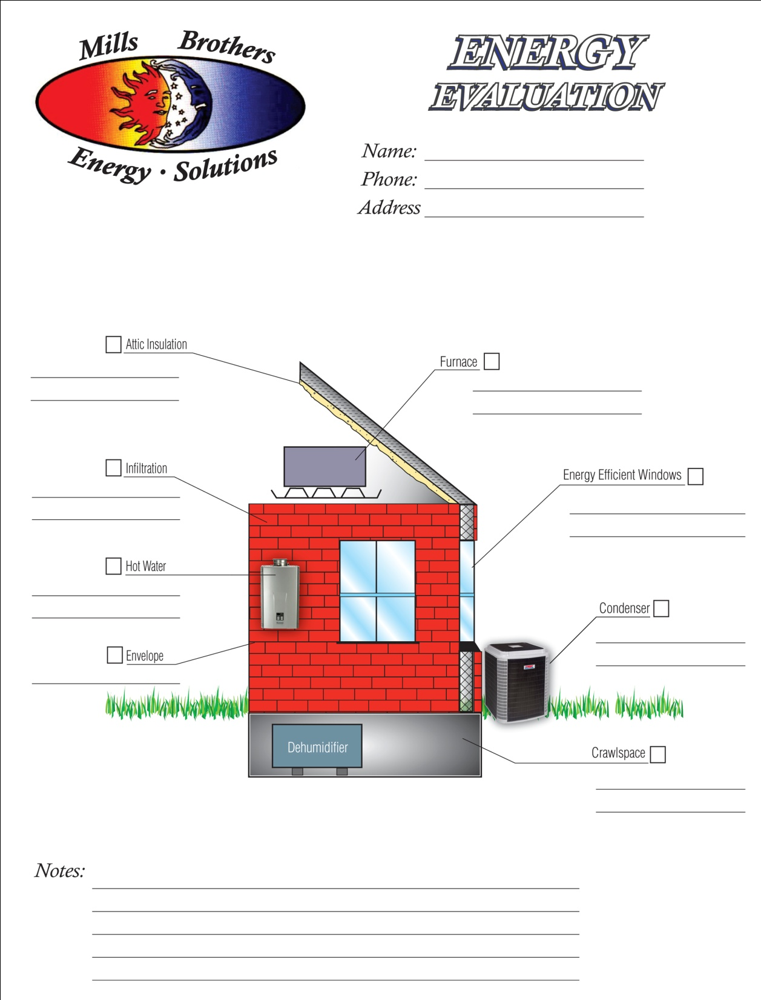 Mills Brothers
Energy · Solutions
ENERGY
EVALUATION
Name:
Phone:
Address
Attic Insulation
Furnace
Infiltration
Energy Efficient Windows
Hot Water
Condenser
Envelope
Dehumidifier
Crawlspace
Notes: